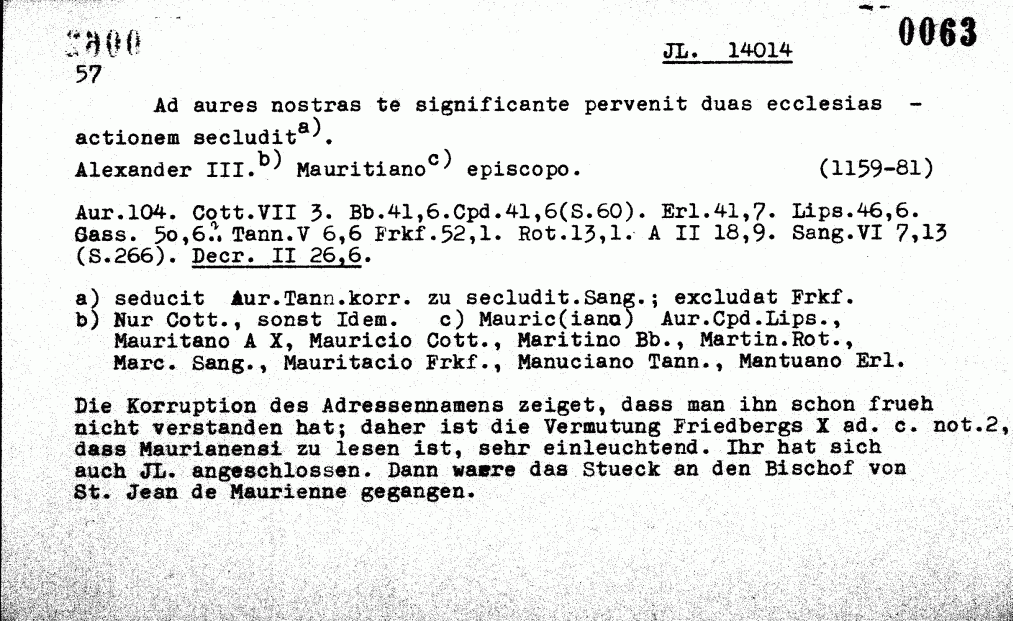 0063
JL. 14014
57
Ad aures nostras te significante pervenit duas ecclesias -
actionem secludit a).
Alexander III. b) Mauritiano c) episcopo. (1159-81)
Aur.104. Cott.VII 3. Bb.41,6.Cpd.41,6(S.60). Erl.41,7. Lips.46,6.
Cass. 5o,6. Tann.V 6,6 Frkf.52,1. Rot.13,1. A II 18,9. Sang.VI 7,13
(S.266). Decr. II 26,6.
a) seducit Aur.Tann.korr. zu secludit.Sang.; excludat Frkf.
b) Nur Cott., sonst Idem. c) Mauric(iano) Aur.Cpd.Lips.,
Mauritano A X, Mauricio Cott., Maritino Bb., Martin.Rot.,
Marc. Sang., Mauritacio Frkf., Manuciano Tann., Mantuano Erl.
Die Korruption des Adressennamens zeiget, dass man ihn schon frueh
nicht verstanden hat; daher ist die Vermutung Friedbergs X ad. c. not.2,
dass Maurianensi zu lesen ist, sehr einleuchtend. Ihr hat sich
auch JL. angeschlossen. Dann waere das Stueck an den Bischof von
St. Jean de Maurienne gegangen.